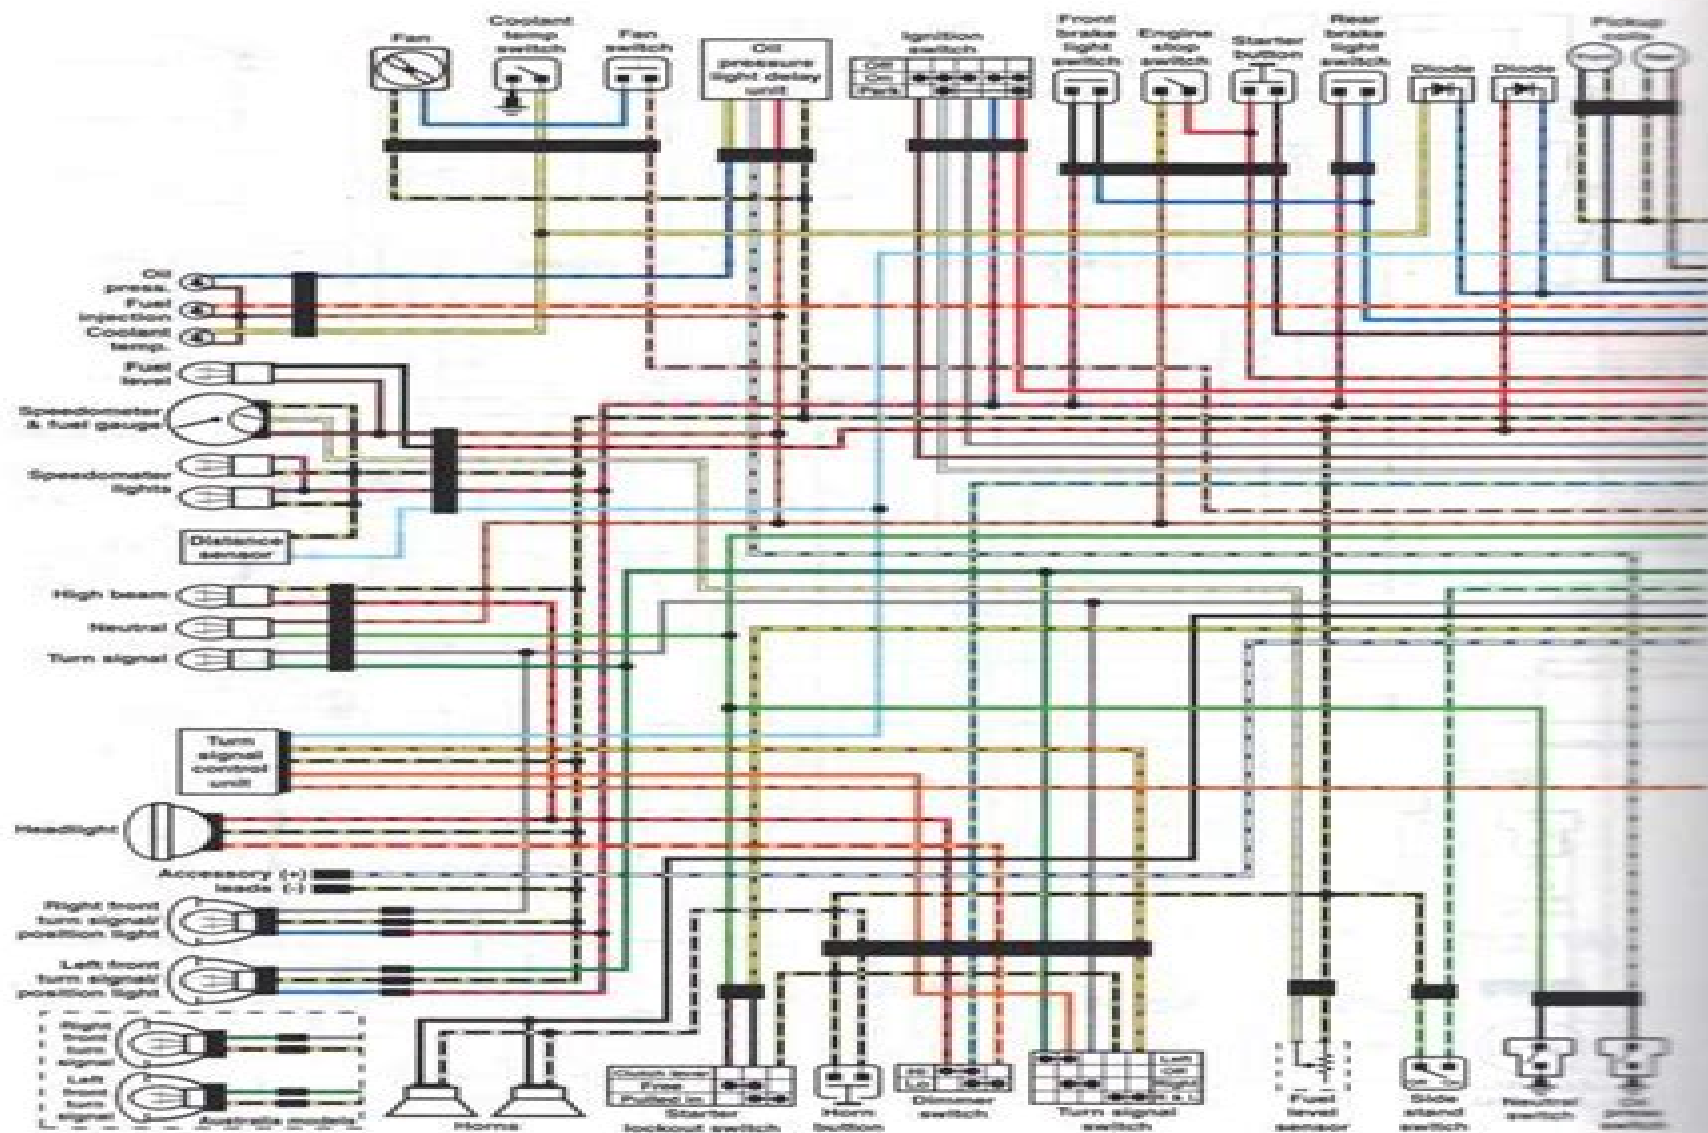 Fan
Coolant
temp
switch
Fan
switch
Oil
pressure
light delay
unit
Ignition
switch
Off
On
Park
Front
brake
light
switch
Engine
stop
switch
Starter
button
Rear
brake
light
switch
Diode
Diode
Pickup
coils
Oil
press.
Fuel
injection
Coolant
temp.
Fuel
level
Speedometer
& fuel gauge
Speedometer
lights
Distance
sensor
High beam
Neutral
Turn signal
Turn
signal
control
unit
Headlight
Accessory (+)
leads (-)
Right front
turn signal/
position light
Left front
turn signal/
position light
Right
front
turn
signal
Left
front
turn
signal
Australia models
Horns
Clutch lever
Free
Pulled in
Starter
lockout switch
Horn
button
Hi
Lo
Dimmer
switch
Left
Off
Right
Turn signal
switch
Fuel
level
sensor
Side
stand
switch
Neutral
switch
Oil
press
switch